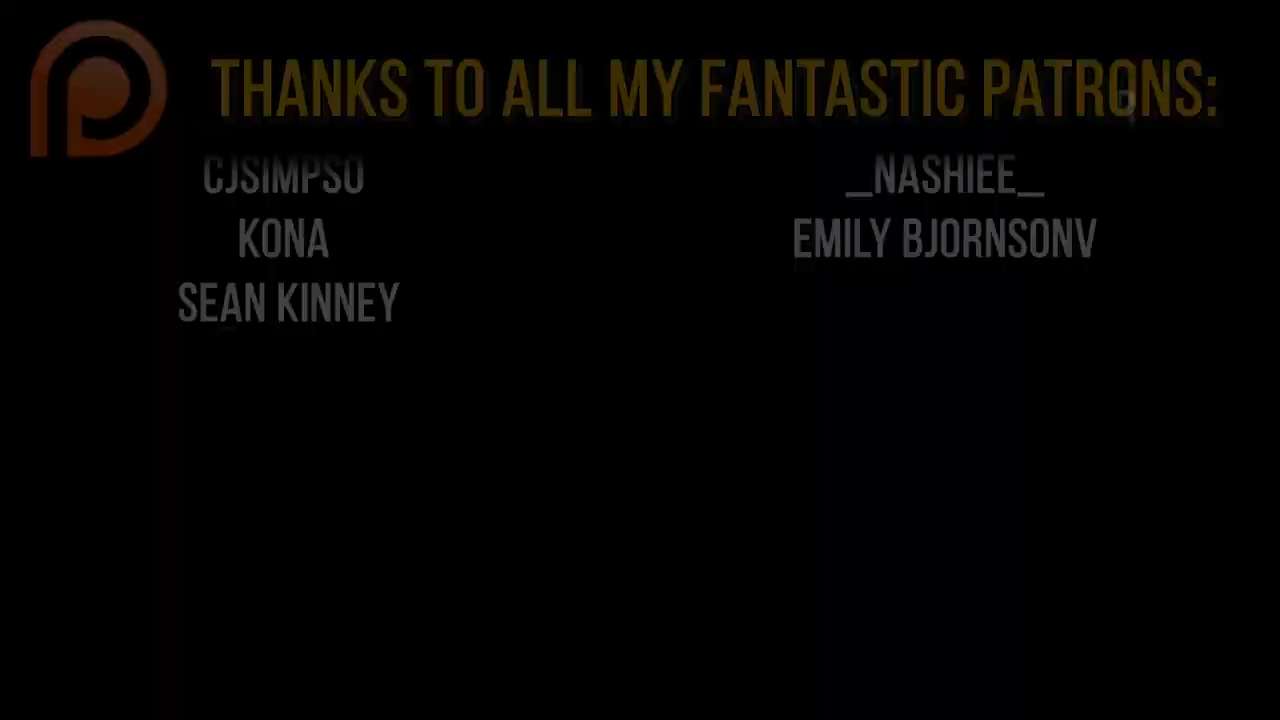 THANKS TO ALL MY FANTASTIC PATRONS:
CJSIMPSO
KONA
SEAN KINNEY
_NASHIEE_
EMILY BJORNSONV